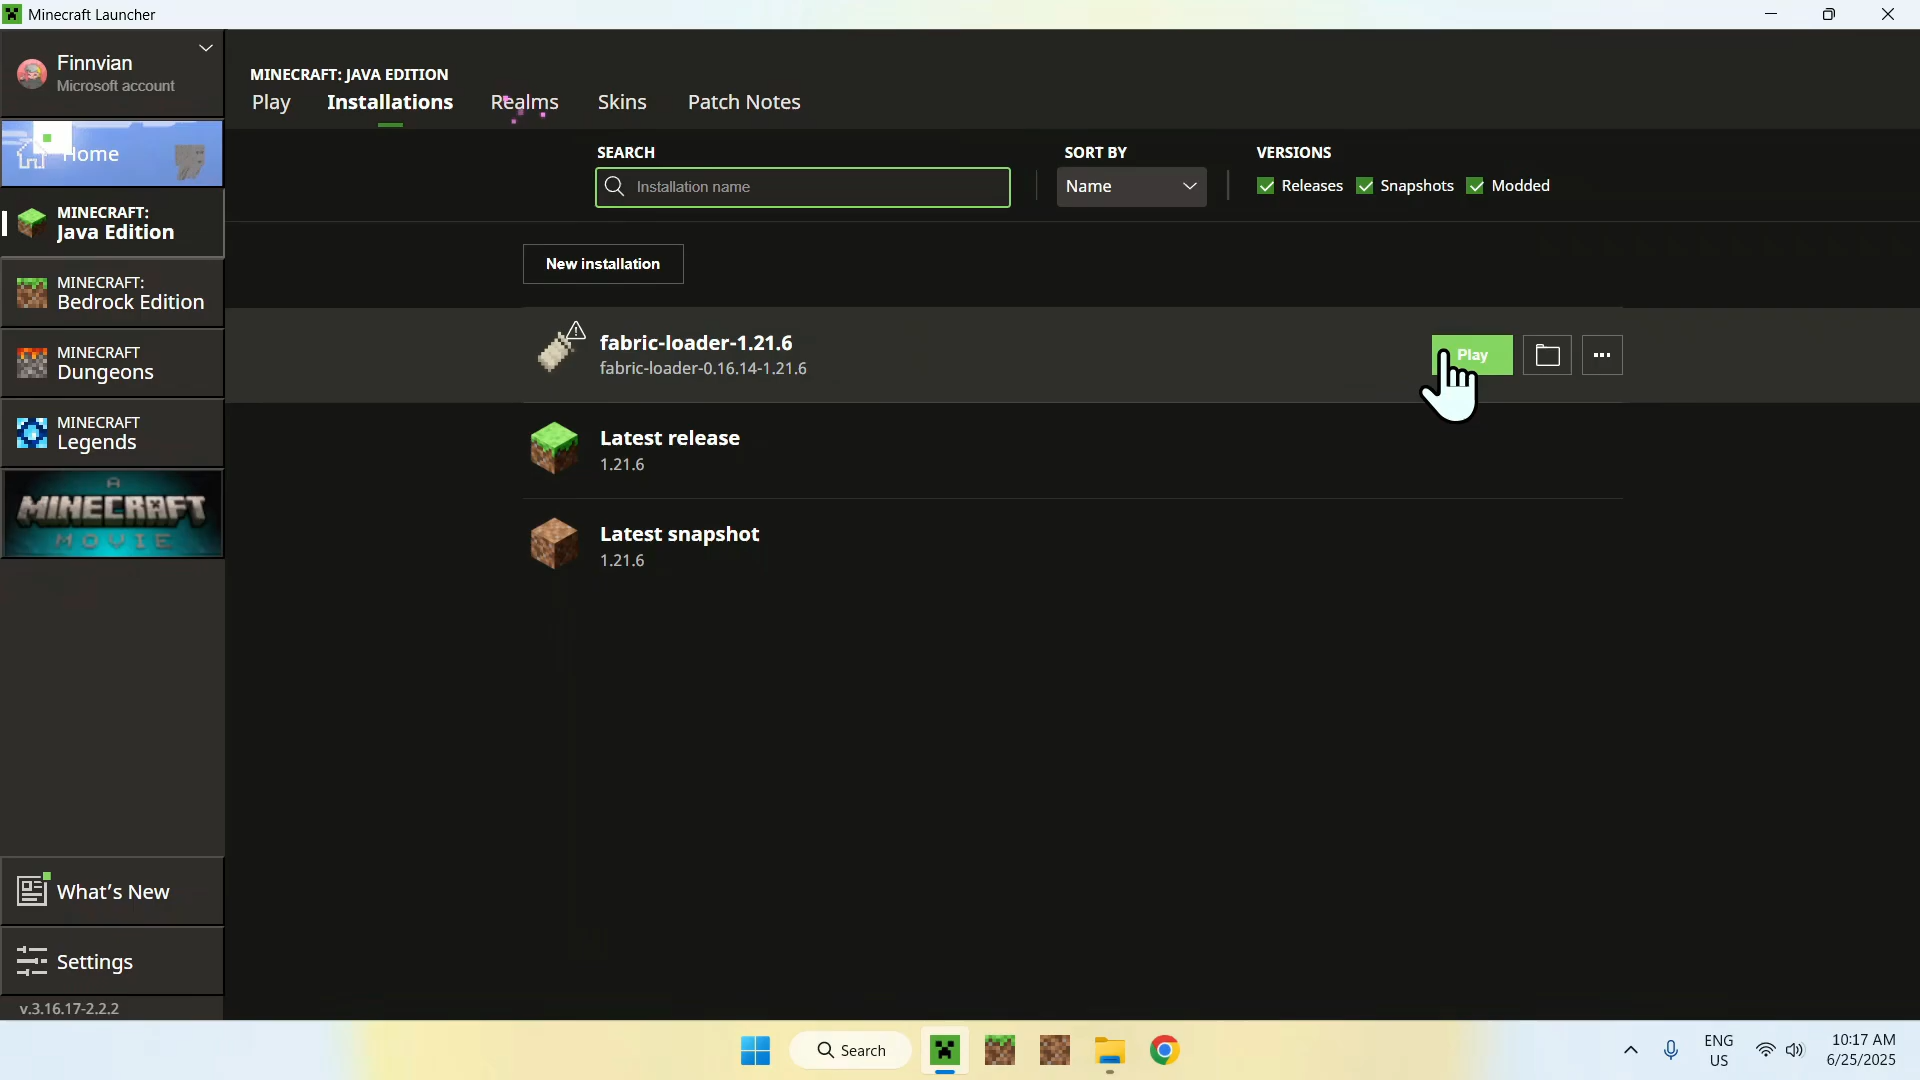 Minecraft Launcher
Finnvian
Microsoft account
Home
MINECRAFT:
Java Edition
MINECRAFT:
Bedrock Edition
MINECRAFT
Dungeons
MINECRAFT
Legends
A
MINECRAFT
MOVIE
What's New
Settings
v.3.16.17-2.2.2
MINECRAFT: JAVA EDITION
Play Installations Realms Skins Patch Notes
SEARCH
Installation name
SORT BY
Name
VERSIONS
Releases Snapshots Modded
New installation
fabric-loader-1.21.6
fabric-loader-0.16.14-1.21.6
Play
Latest release
1.21.6
Latest snapshot
1.21.6
Search
ENG
US
10:17 AM
6/25/2025